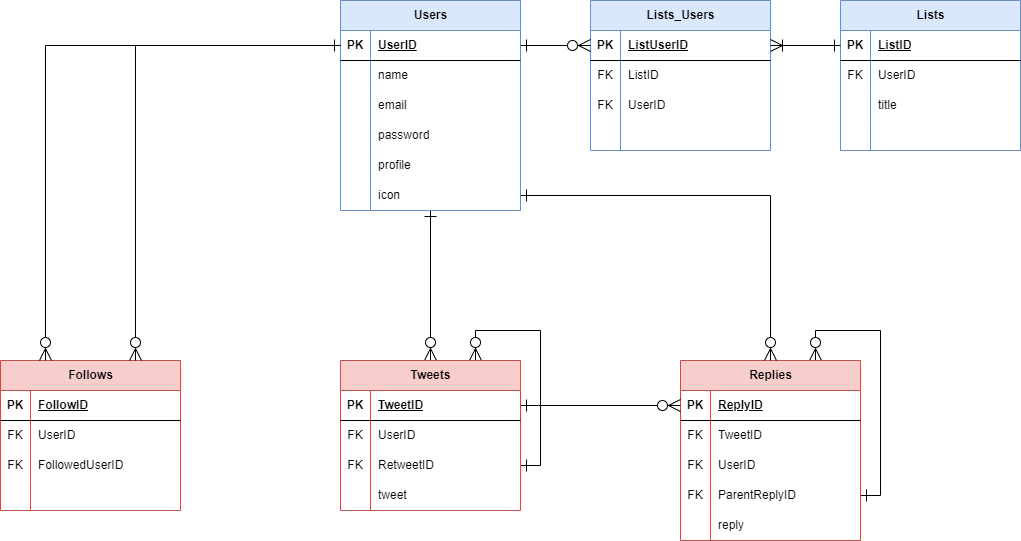 Users
PK UserID
name
email
password
profile
icon
Lists_Users
PK ListUserID
FK ListID
FK UserID
Lists
PK ListID
FK UserID
title
Follows
PK FollowID
FK UserID
FK FollowedUserID
Tweets
PK TweetID
FK UserID
FK RetweetID
tweet
Replies
PK ReplyID
FK TweetID
FK UserID
FK ParentReplyID
reply